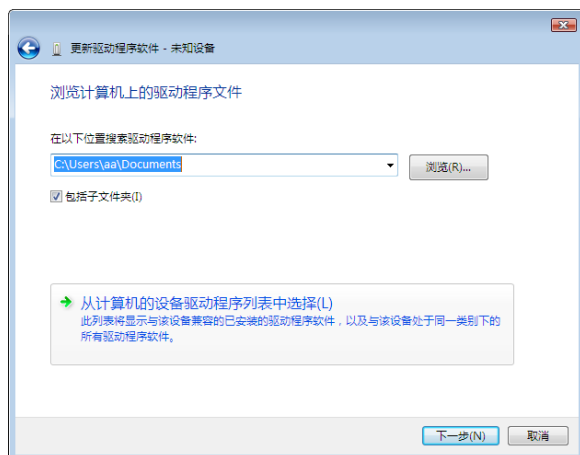 更新驱动程序软件 - 未知设备
浏览计算机上的驱动程序文件
在以下位置搜索驱动程序软件:
C:\Users\aa\Documents
浏览(R)...
包括子文件夹(I)
从计算机的设备驱动程序列表中选择(L)
此列表将显示与该设备兼容的已安装的驱动程序软件，以及与该设备处于同一类别下的
所有驱动程序软件。
下一步(N)
取消